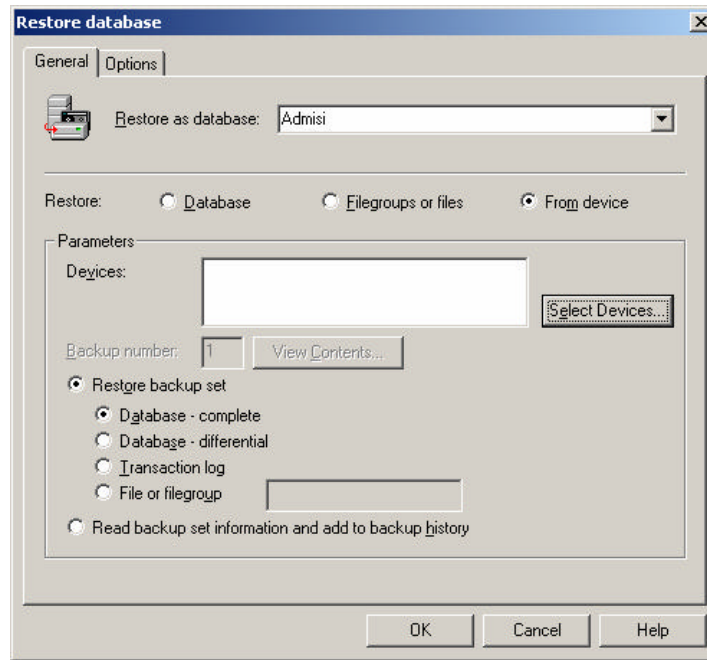 Restore database
General Options
Restore as database: Admisi
Restore: Database Filegroups or files From device
Parameters
Devices:
Select Devices...
Backup number: 1 View Contents...
Restore backup set
Database - complete
Database - differential
Transaction log
File or filegroup
Read backup set information and add to backup history
OK Cancel Help